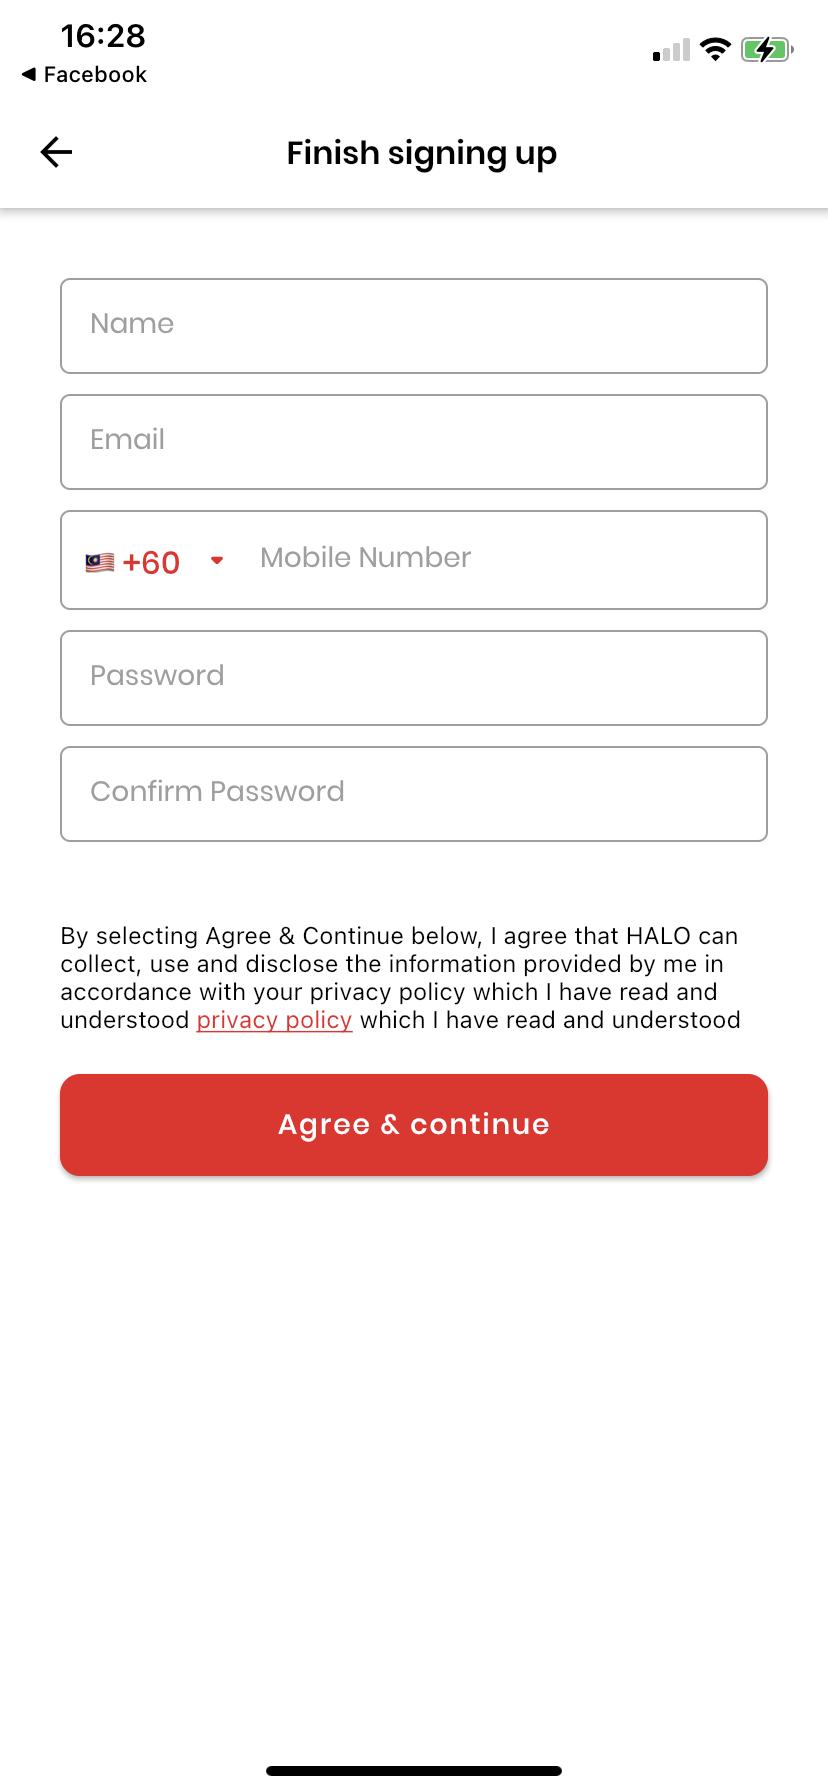 16:28
◀ Facebook
Finish signing up
Name
Email
+60 Mobile Number
Password
Confirm Password
By selecting Agree & Continue below, I agree that HALO can
collect, use and disclose the information provided by me in
accordance with your privacy policy which I have read and
understood privacy policy which I have read and understood
Agree & continue